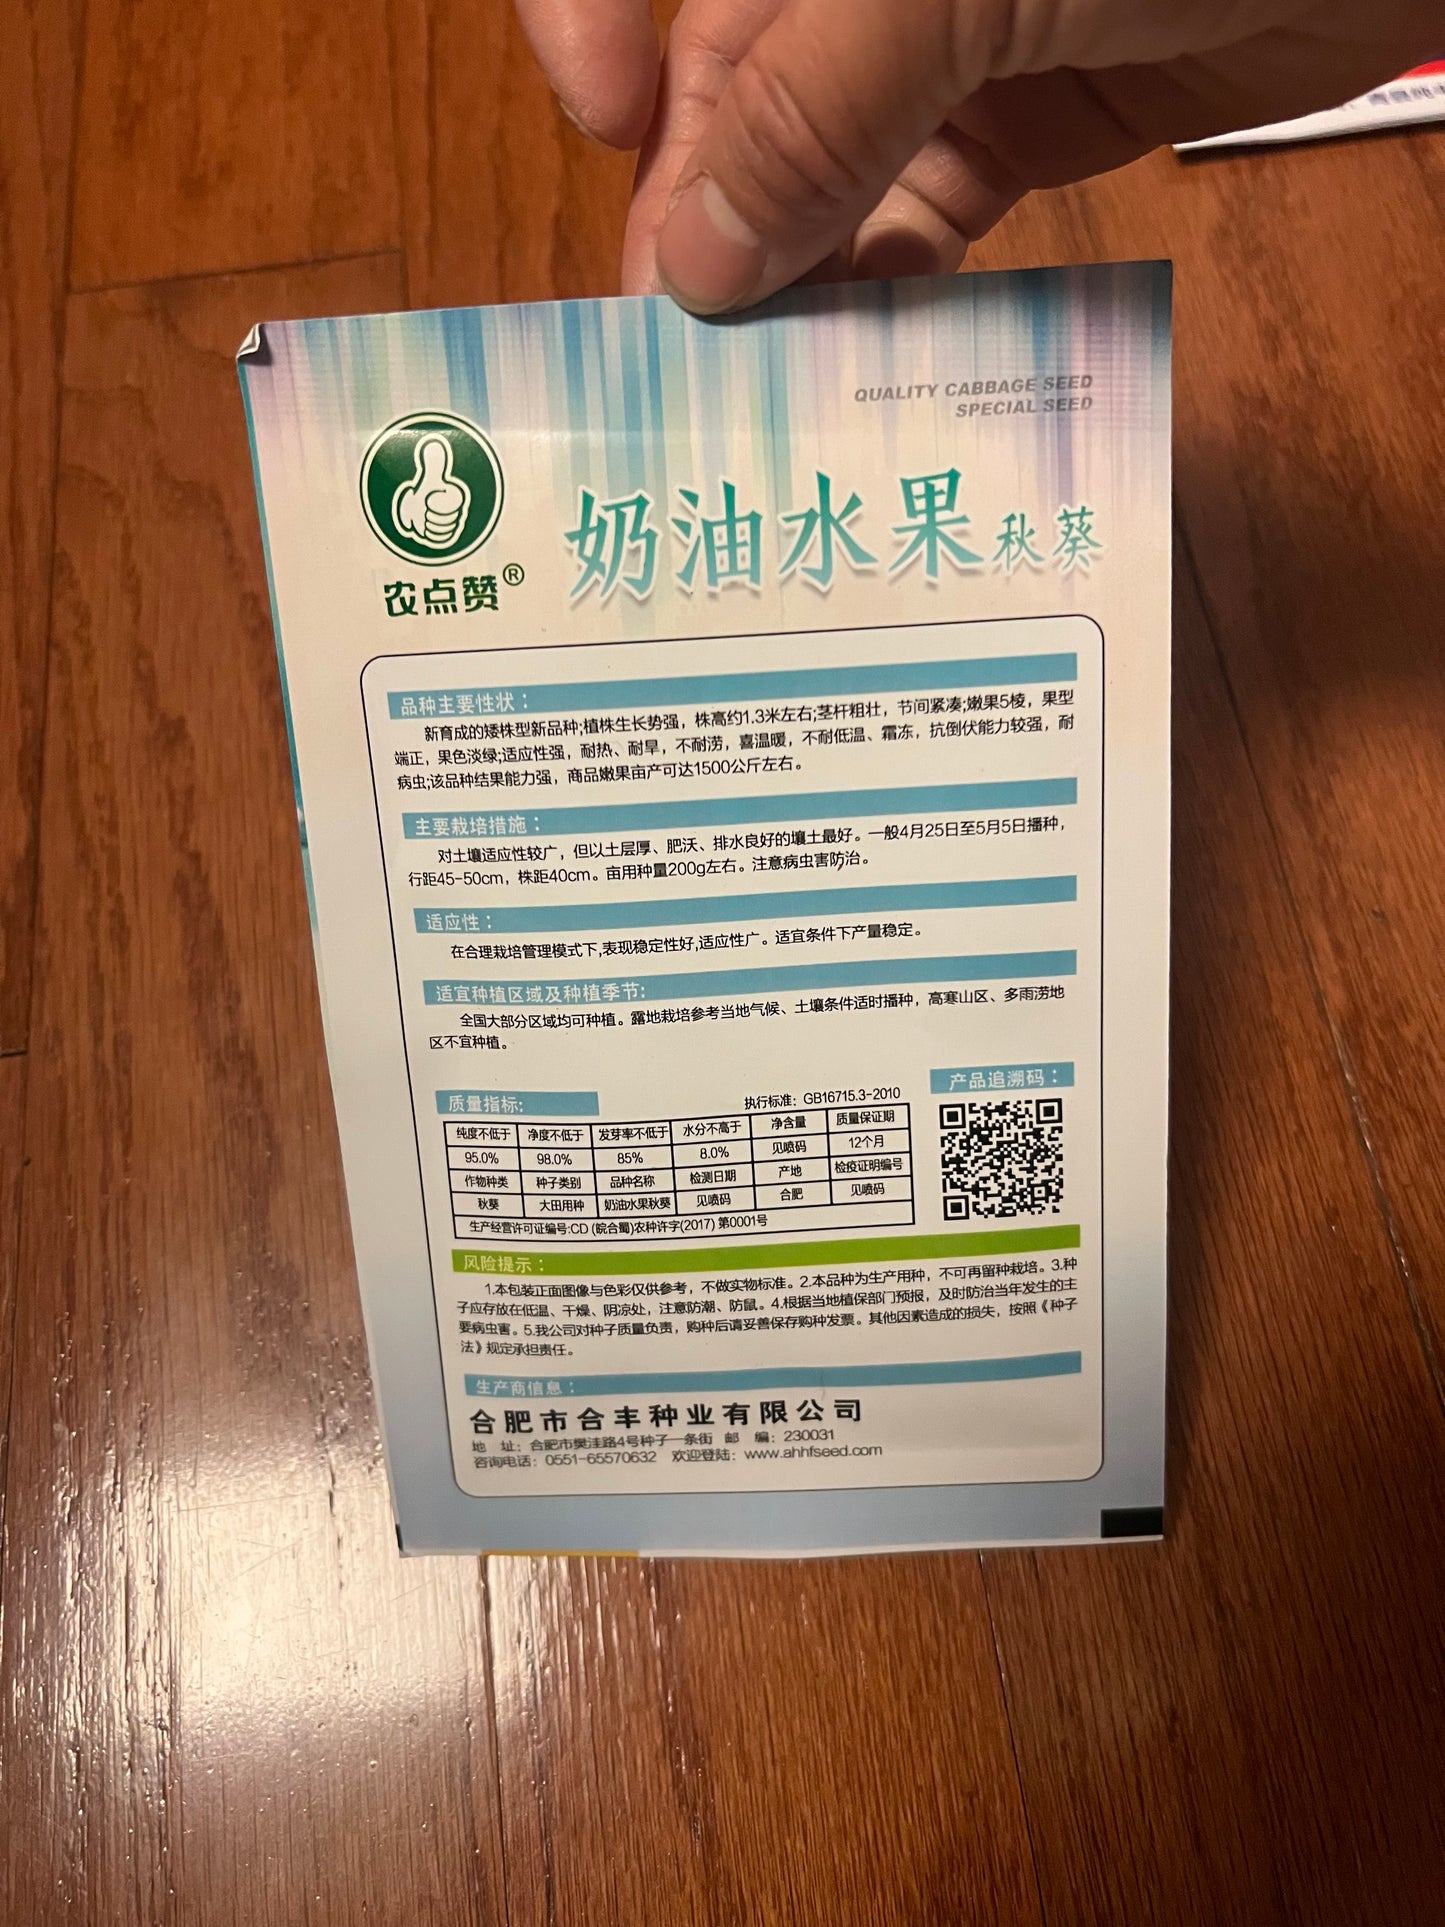 QUALITY CABBAGE SEED
SPECIAL SEED
农点赞®
奶油水果秋葵
品种主要性状：
新育成的矮株型新品种;植株生长势强，株高约1.3米左右;茎杆粗壮，节间紧凑;嫩果5棱，果型
端正，果色淡绿;适应性强，耐热、耐旱，不耐涝，喜温暖，不耐低温、霜冻，抗倒伏能力较强，耐
病虫;该品种结果能力强，商品嫩果亩产可达1500公斤左右。
主要栽培措施：
对土壤适应性较广，但以土层厚、肥沃、排水良好的壤土最好。一般4月25日至5月5日播种，
行距45-50cm，株距40cm。亩用种量200g左右。注意病虫害防治。
适应性：
在合理栽培管理模式下,表现稳定性好,适应性广。适宜条件下产量稳定。
适宜种植区域及种植季节:
全国大部分区域均可种植。露地栽培参考当地气候、土壤条件适时播种，高寒山区、多雨涝地
区不宜种植。
质量指标:
执行标准：GB16715.3-2010
产品追溯码：
纯度不低于 净度不低于 发芽率不低于 水分不高于 净含量 质量保证期
95.0% 98.0% 85% 8.0% 见喷码 12个月
作物种类 种子类别 品种名称 检测日期 产地 检疫证明编号
秋葵 大田用种 奶油水果秋葵 见喷码 合肥 见喷码
生产经营许可证编号:CD (皖合蜀)农种许字(2017) 第0001号
风险提示：
1.本包装正面图像与色彩仅供参考，不做实物标准。2.本品种为生产用种，不可再留种栽培。3.种
子应存放在低温、干燥、阴凉处，注意防潮、防鼠。4.根据当地植保部门预报，及时防治当年发生的主
要病虫害。5.我公司对种子质量负责，购种后请妥善保存购种发票。其他因素造成的损失，按照《种子
法》规定承担责任。
生产商信息：
合肥市合丰种业有限公司
地 址：合肥市樊洼路4号种子一条街 邮 编：230031
咨询电话：0551-65570632 欢迎登陆：www.ahhfseed.com